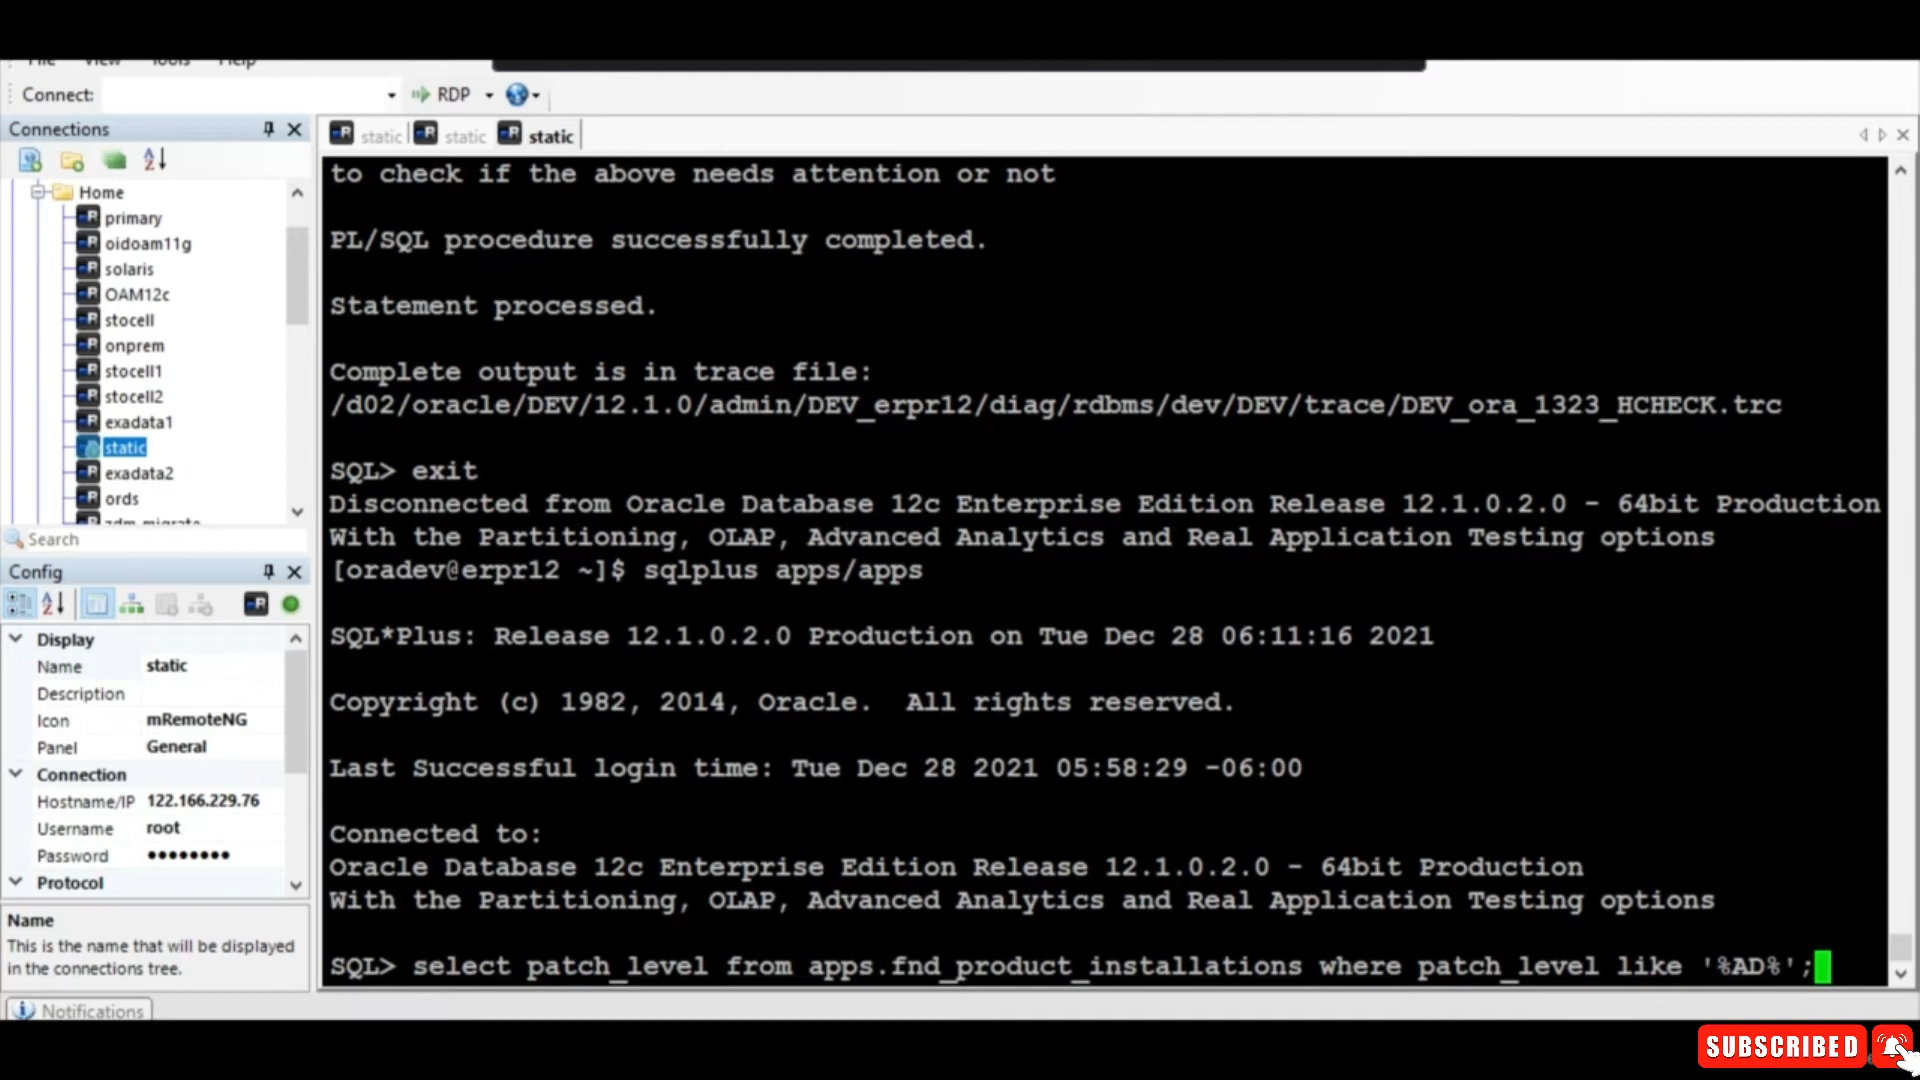 File View Tools Help
Connect: RDP
Connections
Home
primary
oidoam11g
solaris
OAM12c
stocell
onprem
stocell1
stocell2
exadata1
static
exadata2
ords
zdm_migrate
Search
Config
Display
Name static
Description
Icon mRemoteNG
Panel General
Connection
Hostname/IP 122.166.229.76
Username root
Password ●●●●●●●●
Protocol
Name
This is the name that will be displayed
in the connections tree.
Notifications
static static static
to check if the above needs attention or not
PL/SQL procedure successfully completed.
Statement processed.
Complete output is in trace file:
/d02/oracle/DEV/12.1.0/admin/DEV_erpr12/diag/rdbms/dev/DEV/trace/DEV_ora_1323_HCHECK.trc
SQL> exit
Disconnected from Oracle Database 12c Enterprise Edition Release 12.1.0.2.0 - 64bit Production
With the Partitioning, OLAP, Advanced Analytics and Real Application Testing options
[oradev@erpr12 ~]$ sqlplus apps/apps
SQL*Plus: Release 12.1.0.2.0 Production on Tue Dec 28 06:11:16 2021
Copyright (c) 1982, 2014, Oracle.  All rights reserved.
Last Successful login time: Tue Dec 28 2021 05:58:29 -06:00
Connected to:
Oracle Database 12c Enterprise Edition Release 12.1.0.2.0 - 64bit Production
With the Partitioning, OLAP, Advanced Analytics and Real Application Testing options
SQL> select patch_level from apps.fnd_product_installations where patch_level like '%AD%';
SUBSCRIBED